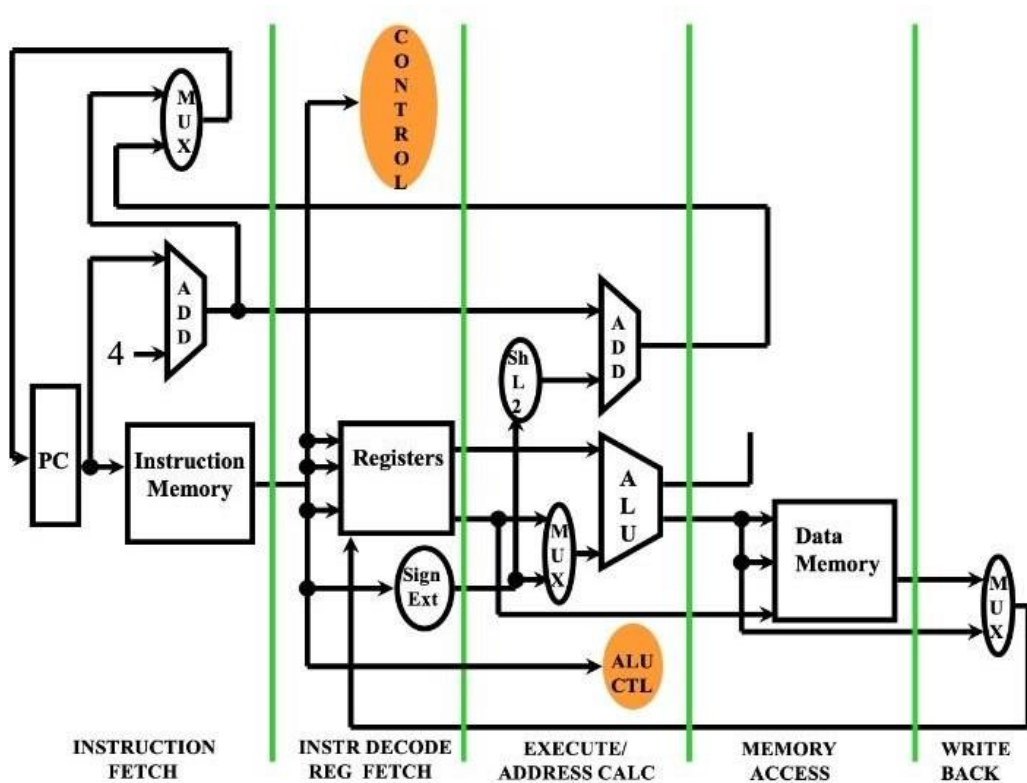 CONTROL
MUX
ADD
4
ADD
Sh
L
2
PC
Instruction
Memory
Registers
ALU
MUX
Sign
Ext
Data
Memory
MUX
ALU
CTL
INSTRUCTION
FETCH
INSTR DECODE
REG FETCH
EXECUTE/
ADDRESS CALC
MEMORY
ACCESS
WRITE
BACK